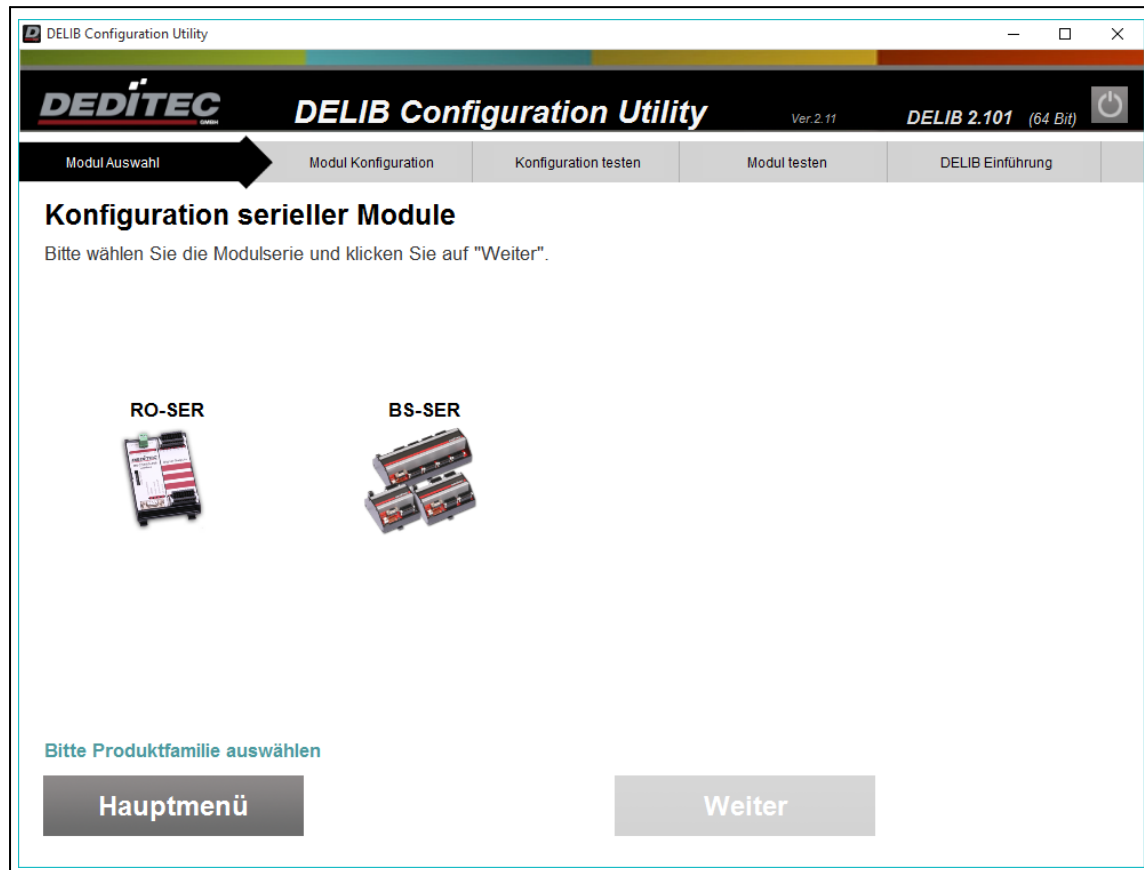 DELIB Configuration Utility
DEDITEC
GMBH
DELIB Configuration Utility
Ver.2.11
DELIB 2.101 (64 Bit)
Modul Auswahl
Modul Konfiguration
Konfiguration testen
Modul testen
DELIB Einführung
Konfiguration serieller Module
Bitte wählen Sie die Modulserie und klicken Sie auf "Weiter".
RO-SER
BS-SER
DEDITEC
Bitte Produktfamilie auswählen
Hauptmenü
Weiter